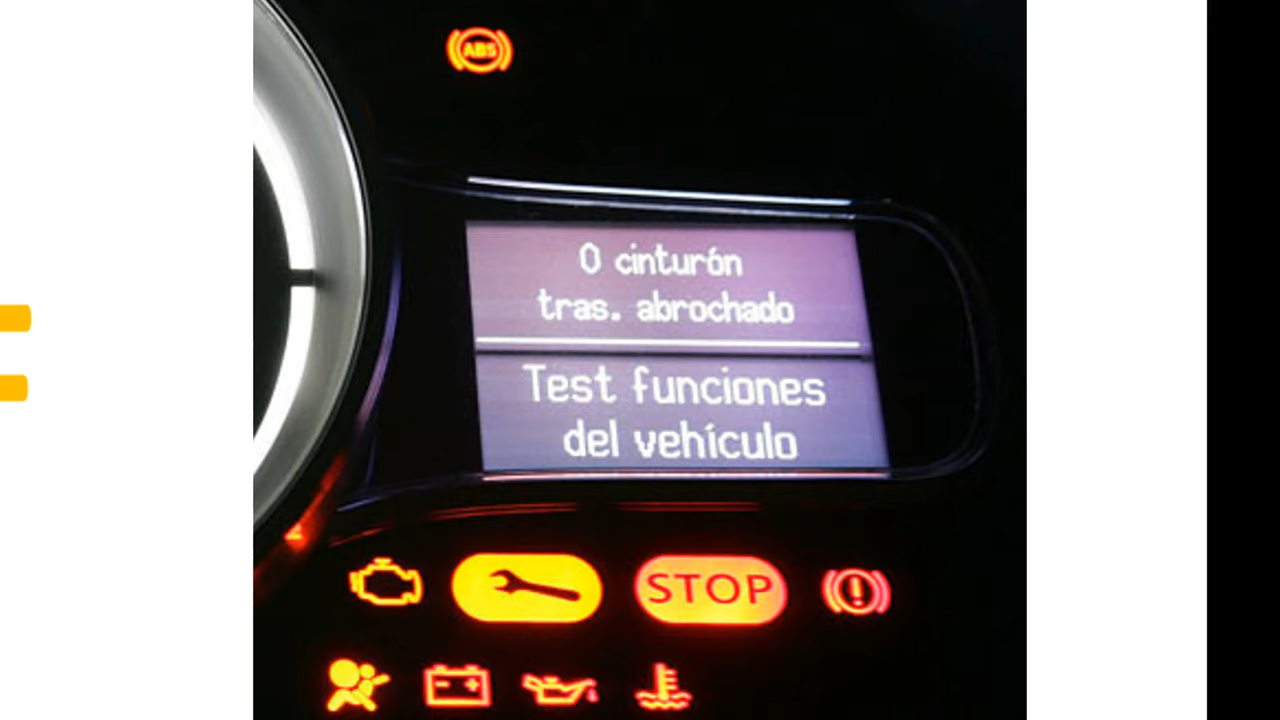 ABS
0 cinturón
tras. abrochado
Test funciones
del vehículo
STOP